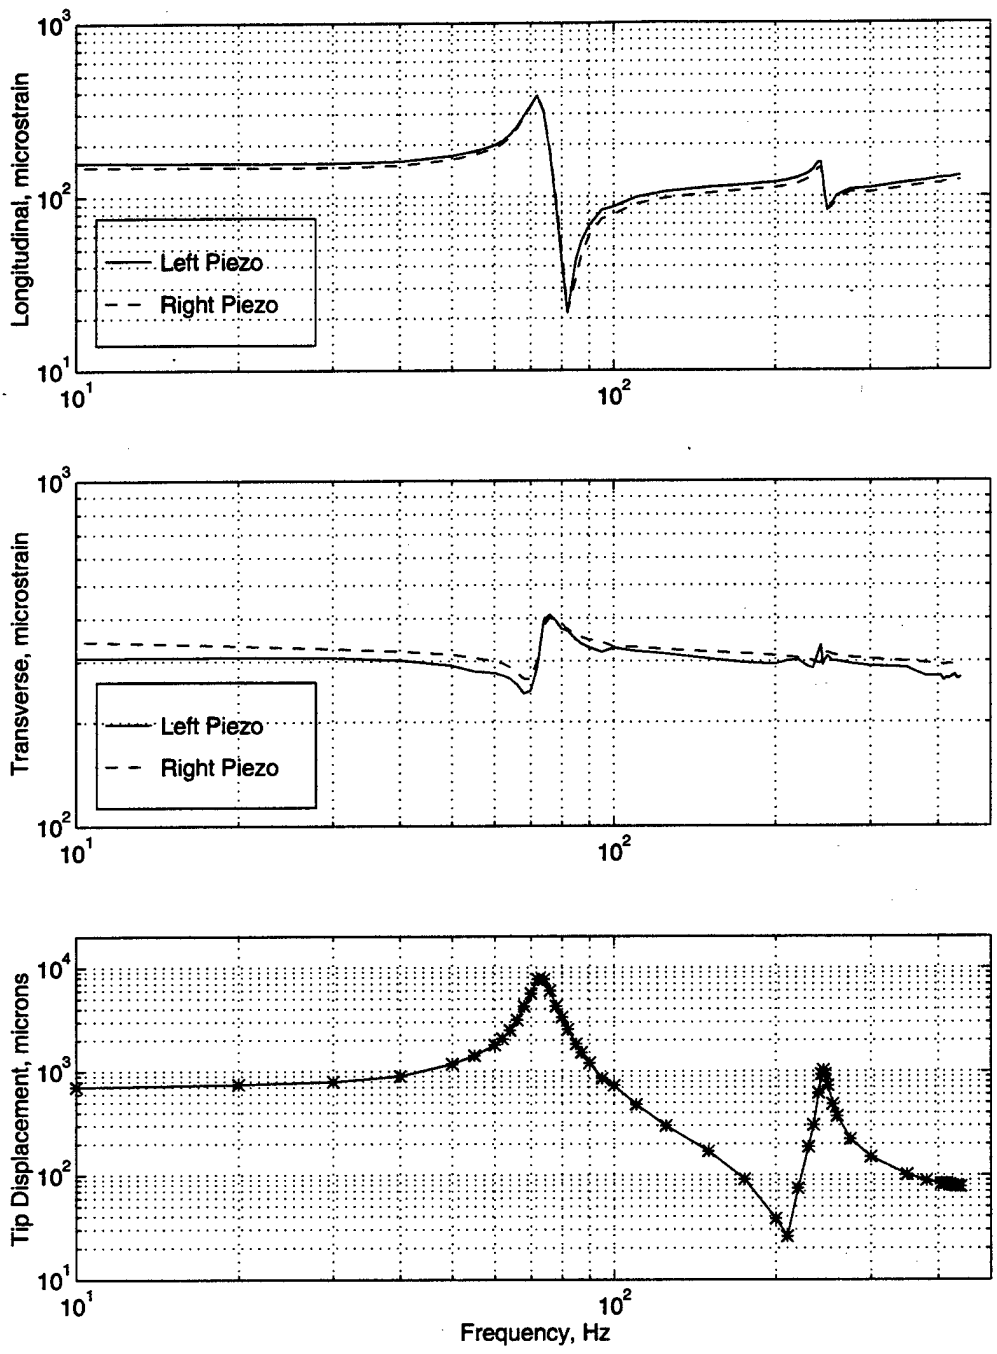 10^3
Longitudinal, microstrain
10^2
Left Piezo
Right Piezo
10^1
10^1
10^2
10^3
Transverse, microstrain
Left Piezo
Right Piezo
10^2
10^1
10^2
10^4
Tip Displacement, microns
10^3
10^2
10^1
10^1
10^2
Frequency, Hz